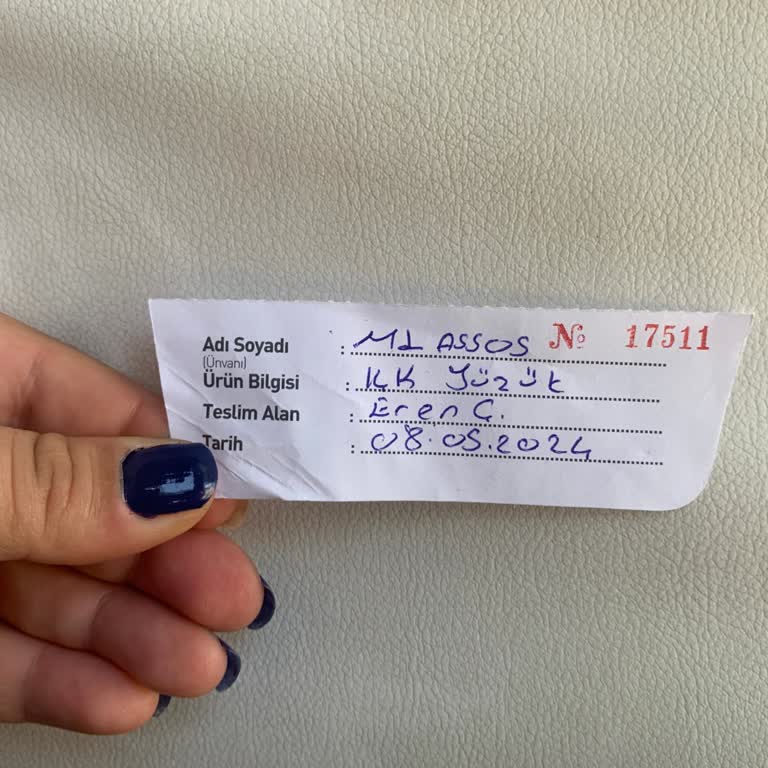 Adı Soyadı : M1 ASSOS № 17511
(Ünvanı)
Ürün Bilgisi : KK Yüzük
Teslim Alan : Eren Ç.
Tarih : 08.05.2024